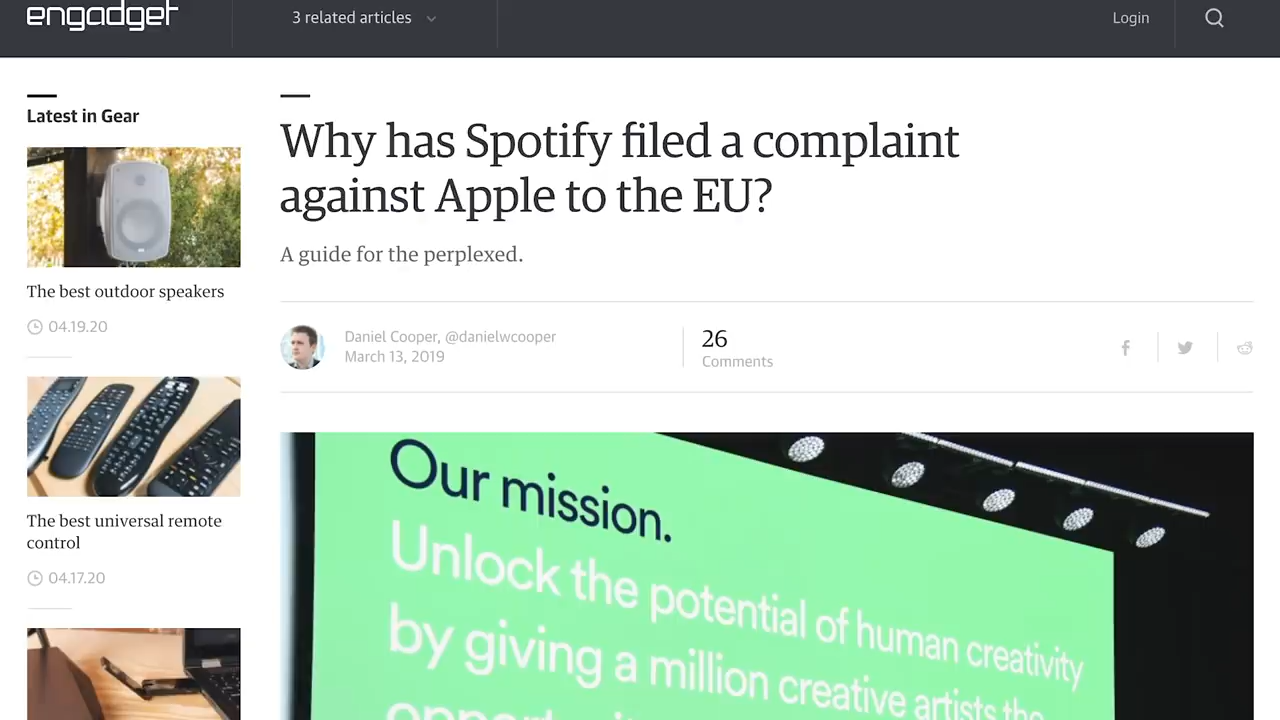 engadget
3 related articles
Login
Latest in Gear
The best outdoor speakers
04.19.20
The best universal remote
control
04.17.20
Why has Spotify filed a complaint
against Apple to the EU?
A guide for the perplexed.
Daniel Cooper, @danielwcooper
March 13, 2019
26
Comments
Our mission.
Unlock the potential of human creativity
by giving a million creative artists the